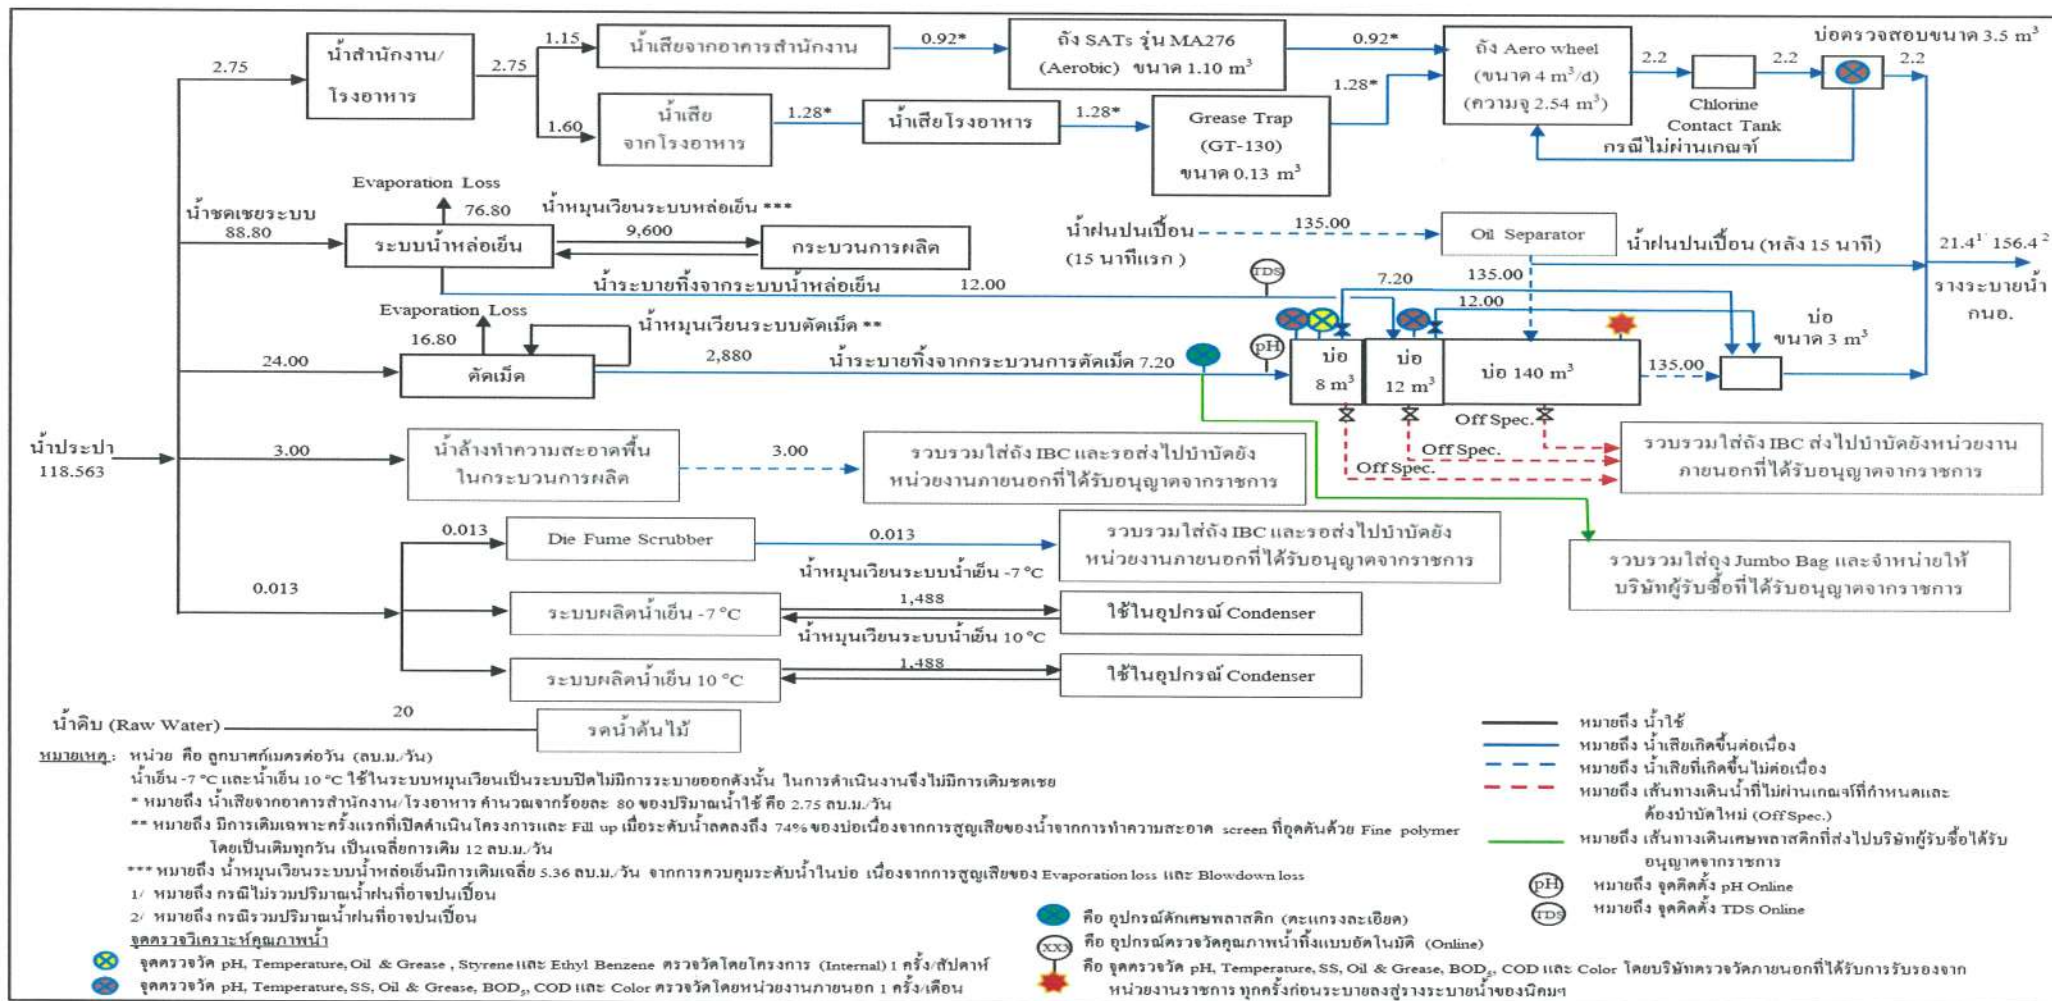 2.75
น้ำสำนักงาน/
โรงอาหาร
2.75
1.15
น้ำเสียจากอาคารสำนักงาน
0.92*
ถัง SATs รุ่น MA276
(Aerobic) ขนาด 1.10 m³
0.92*
ถัง Aero wheel
(ขนาด 4 m³/d)
(ความจุ 2.54 m³)
2.2
Chlorine
Contact Tank
2.2
บ่อตรวจสอบขนาด 3.5 m³
2.2
1.60
น้ำเสีย
จากโรงอาหาร
1.28*
น้ำเสียโรงอาหาร
1.28*
Grease Trap
(GT-130)
ขนาด 0.13 m³
1.28*
กรณีไม่ผ่านเกณฑ์
น้ำชดเชยระบบ
88.80
Evaporation Loss
76.80
ระบบน้ำหล่อเย็น
น้ำหมุนเวียนระบบหล่อเย็น ***
9,600
กระบวนการผลิต
น้ำฝนปนเปื้อน
(15 นาทีแรก )
135.00
Oil Separator
น้ำฝนปนเปื้อน (หลัง 15 นาที)
21.4¹ 156.4 ²
รางระบายน้ำ
กนอ.
น้ำระบายทิ้งจากระบบน้ำหล่อเย็น
12.00
TDS
7.20
135.00
12.00
บ่อ
ขนาด 3 m³
24.00
Evaporation Loss
16.80
ตัดเม็ด
น้ำหมุนเวียนระบบตัดเม็ด **
2,880
น้ำระบายทิ้งจากกระบวนการตัดเม็ด 7.20
pH
บ่อ
8 m³
บ่อ
12 m³
บ่อ 140 m³
135.00
Off Spec.
Off Spec.
Off Spec.
รวบรวมใส่ถัง IBC ส่งไปบำบัดยังหน่วยงาน
ภายนอกที่ได้รับอนุญาตจากราชการ
น้ำประปา
118.563
3.00
น้ำล้างทำความสะอาดพื้น
ในกระบวนการผลิต
3.00
รวบรวมใส่ถัง IBC และรอส่งไปบำบัดยัง
หน่วยงานภายนอกที่ได้รับอนุญาตจากราชการ
0.013
0.013
Die Fume Scrubber
0.013
รวบรวมใส่ถัง IBC และรอส่งไปบำบัดยัง
หน่วยงานภายนอกที่ได้รับอนุญาตจากราชการ
รวบรวมใส่ถุง Jumbo Bag และจำหน่ายให้
บริษัทผู้รับซื้อที่ได้รับอนุญาตจากราชการ
น้ำหมุนเวียนระบบน้ำเย็น -7 °C
ระบบผลิตน้ำเย็น -7 °C
1,488
ใช้ในอุปกรณ์ Condenser
น้ำหมุนเวียนระบบน้ำเย็น 10 °C
ระบบผลิตน้ำเย็น 10 °C
1,488
ใช้ในอุปกรณ์ Condenser
น้ำดิบ (Raw Water)
20
รดน้ำต้นไม้
หมายถึง น้ำใช้
หมายถึง น้ำเสียเกิดขึ้นต่อเนื่อง
หมายถึง น้ำเสียที่เกิดขึ้นไม่ต่อเนื่อง
หมายถึง เส้นทางเดินน้ำที่ไม่ผ่านเกณฑ์ที่กำหนดและ
ต้องบำบัดใหม่ (Off Spec.)
หมายถึง เส้นทางเดินเศษพลาสติกที่ส่งไปบริษัทผู้รับซื้อได้รับ
อนุญาตจากราชการ
pH หมายถึง จุดติดตั้ง pH Online
TDS หมายถึง จุดติดตั้ง TDS Online
หมายเหตุ : หน่วย คือ ลูกบาศก์เมตรต่อวัน (ลบ.ม./วัน)
น้ำเย็น -7 °C และน้ำเย็น 10 °C ใช้ในระบบหมุนเวียนเป็นระบบปิดไม่มีการระบายออกดังนั้น ในการดำเนินงานจึงไม่มีการเติมชดเชย
* หมายถึง น้ำเสียจากอาคารสำนักงาน/โรงอาหาร คำนวณจากร้อยละ 80 ของปริมาณน้ำใช้ คือ 2.75 ลบ.ม./วัน
** หมายถึง มีการเติมเฉพาะครั้งแรกที่เปิดดำเนินโครงการและ Fill up เมื่อระดับน้ำลดลงถึง 74% ของบ่อเนื่องจากการสูญเสียของน้ำจากการทำความสะอาด screen ที่อุดตันด้วย Fine polymer
โดยเป็นเติมทุกวัน เป็นเฉลี่ยการเติม 12 ลบ.ม./วัน
*** หมายถึง น้ำหมุนเวียนระบบน้ำหล่อเย็นมีการเติมเฉลี่ย 5.36 ลบ.ม./วัน จากการควบคุมระดับน้ำในบ่อ เนื่องจากการสูญเสียของ Evaporation loss และ Blowdown loss
1/ หมายถึง กรณีไม่รวมปริมาณน้ำฝนที่อาจปนเปื้อน
2/ หมายถึง กรณีรวมปริมาณน้ำฝนที่อาจปนเปื้อน
จุดตรวจวิเคราะห์คุณภาพน้ำ
จุดตรวจวัด pH, Temperature, Oil & Grease , Styrene และ Ethyl Benzene ตรวจวัดโดยโครงการ (Internal) 1 ครั้ง/สัปดาห์
จุดตรวจวัด pH, Temperature, SS, Oil & Grease, BOD₅, COD และ Color ตรวจวัดโดยหน่วยงานภายนอก 1 ครั้ง/เดือน
คือ อุปกรณ์ดักเศษพลาสติก (ตะแกรงละเอียด)
xxx คือ อุปกรณ์ตรวจวัดคุณภาพน้ำทิ้งแบบอัตโนมัติ (Online)
คือ จุดตรวจวัด pH, Temperature, SS, Oil & Grease, BOD₅, COD และ Color โดยบริษัทตรวจวัดภายนอกที่ได้รับการรับรองจาก
หน่วยงานราชการ ทุกครั้งก่อนระบายลงสู่รางระบายน้ำของนิคมฯ